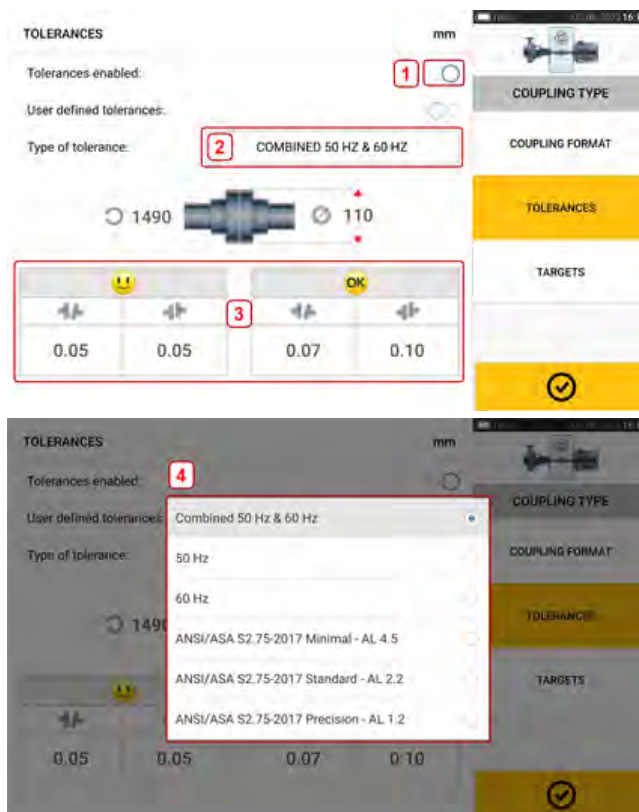 TOLERANCES mm
Tolerances enabled: 1
User defined tolerances:
Type of tolerance: 2 COMBINED 50 HZ & 60 HZ
1490 110
OK
3
0.05 0.05 0.07 0.10
COUPLING TYPE
COUPLING FORMAT
TOLERANCES
TARGETS
TOLERANCES mm
Tolerances enabled: 4
User defined tolerances:
Type of tolerance:
Combined 50 Hz & 60 Hz
50 Hz
60 Hz
ANSI/ASA S2.75-2017 Minimal - AL 4.5
ANSI/ASA S2.75-2017 Standard - AL 2.2
ANSI/ASA S2.75-2017 Precision - AL 1.2
149
0.05 0.05 0.07 0.10
COUPLING TYPE
COUPLING FORMAT
TOLERANCES
TARGETS